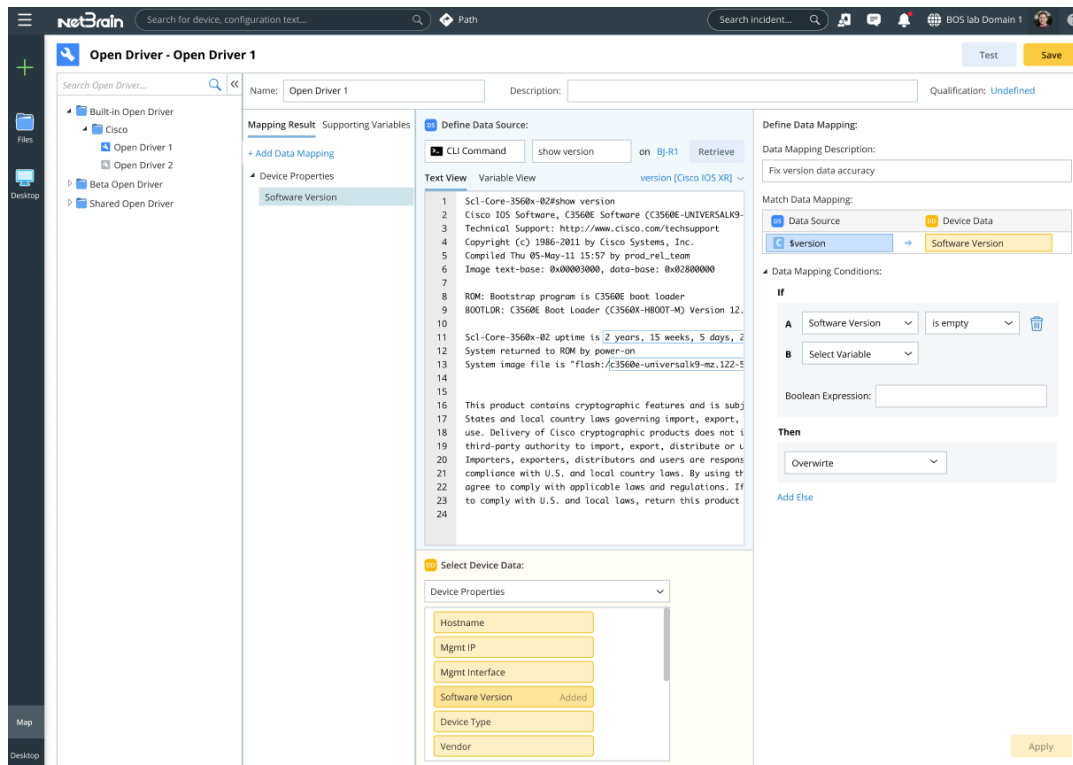 NetBrain
Search for device, configuration text...
Path
Search incident...
BOS lab Domain 1
Open Driver - Open Driver 1
Test
Save
Files
Desktop
Map
Desktop
Search Open Driver...
Built-in Open Driver
Cisco
Open Driver 1
Open Driver 2
Beta Open Driver
Shared Open Driver
Name:
Open Driver 1
Description:
Qualification: Undefined
Mapping Result
Supporting Variables
+ Add Data Mapping
Device Properties
Software Version
DS Define Data Source:
CLI Command
show version
on BJ-R1
Retrieve
Text View
Variable View
version [Cisco IOS XR]
1 Scl-Core-3560x-02#show version
2 Cisco IOS Software, C3560E Software (C3560E-UNIVERSALK9-
3 Technical Support: http://www.cisco.com/techsupport
4 Copyright (c) 1986-2011 by Cisco Systems, Inc.
5 Compiled Thu 05-May-11 15:57 by prod_rel_team
6 Image text-base: 0x00003000, data-base: 0x02800000
7
8 ROM: Bootstrap program is C3560E boot loader
9 BOOTLDR: C3560E Boot Loader (C3560X-HBOOT-M) Version 12.
10
11 Scl-Core-3560x-02 uptime is 2 years, 15 weeks, 5 days, 2
12 System returned to ROM by power-on
13 System image file is "flash:/c3560e-universalk9-mz.122-5
14
15
16 This product contains cryptographic features and is subj
17 States and local country laws governing import, export,
18 use. Delivery of Cisco cryptographic products does not i
19 third-party authority to import, export, distribute or u
20 Importers, exporters, distributors and users are respons
21 compliance with U.S. and local country laws. By using th
22 agree to comply with applicable laws and regulations. If
23 to comply with U.S. and local laws, return this product
24
DD Select Device Data:
Device Properties
Hostname
Mgmt IP
Mgmt Interface
Software Version Added
Device Type
Vendor
Define Data Mapping:
Data Mapping Description:
Fix version data accuracy
Match Data Mapping:
DS Data Source
DD Device Data
C $version
Software Version
Data Mapping Conditions:
If
A Software Version is empty
B Select Variable
Boolean Expression:
Then
Overwirte
Add Else
Apply